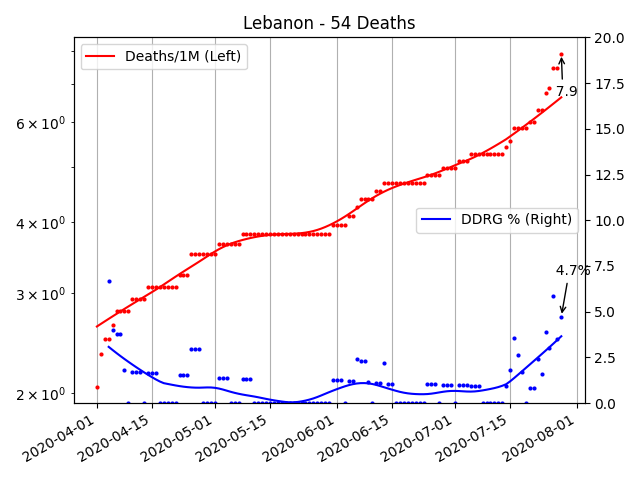 Lebanon - 54 Deaths
Deaths/1M (Left)
DDRG % (Right)
7.9
4.7%
6 × 10⁰
4 × 10⁰
3 × 10⁰
2 × 10⁰
20.0
17.5
15.0
12.5
10.0
7.5
5.0
2.5
0.0
2020-04-01
2020-04-15
2020-05-01
2020-05-15
2020-06-01
2020-06-15
2020-07-01
2020-07-15
2020-08-01